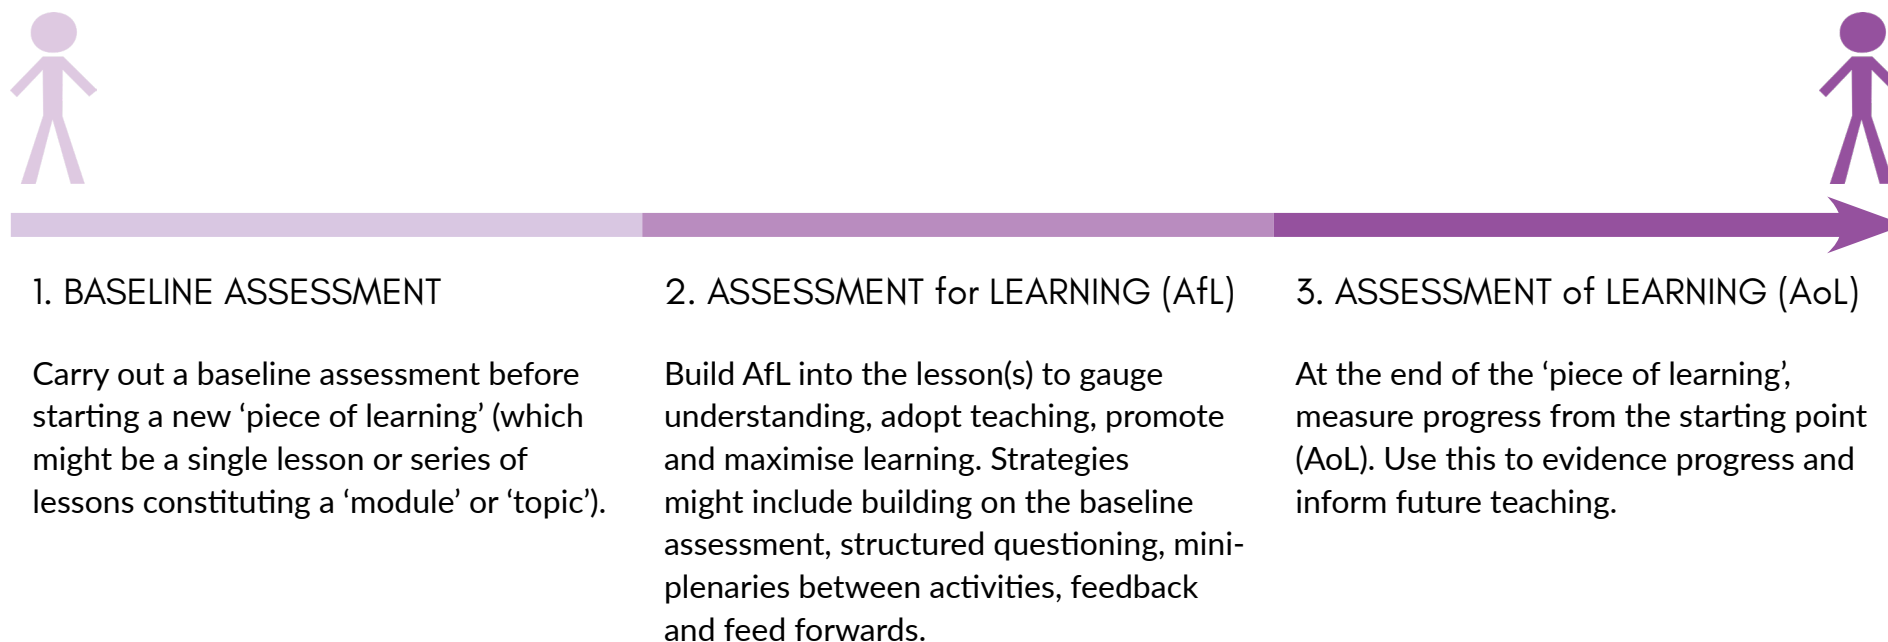 1. BASELINE ASSESSMENT
Carry out a baseline assessment before
starting a new ‘piece of learning’ (which
might be a single lesson or series of
lessons constituting a ‘module’ or ‘topic’).
2. ASSESSMENT for LEARNING (AfL)
Build AfL into the lesson(s) to gauge
understanding, adopt teaching, promote
and maximise learning. Strategies
might include building on the baseline
assessment, structured questioning, mini-
plenaries between activities, feedback
and feed forwards.
3. ASSESSMENT of LEARNING (AoL)
At the end of the ‘piece of learning’,
measure progress from the starting point
(AoL). Use this to evidence progress and
inform future teaching.